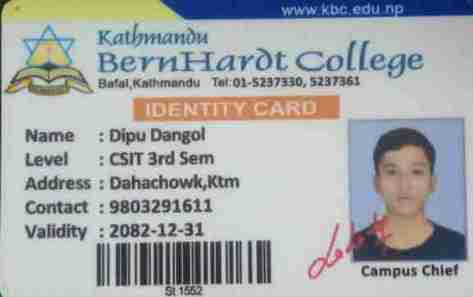 www.kbc.edu.np
Kathmandu
BernHardt College
Bafal,Kathmandu Tel:01-5237330, 5237361
IDENTITY CARD
Name : Dipu Dangol
Level : CSIT 3rd Sem
Address : Dahachowk,Ktm
Contact : 9803291611
Validity : 2082-12-31
St.1552
Campus Chief